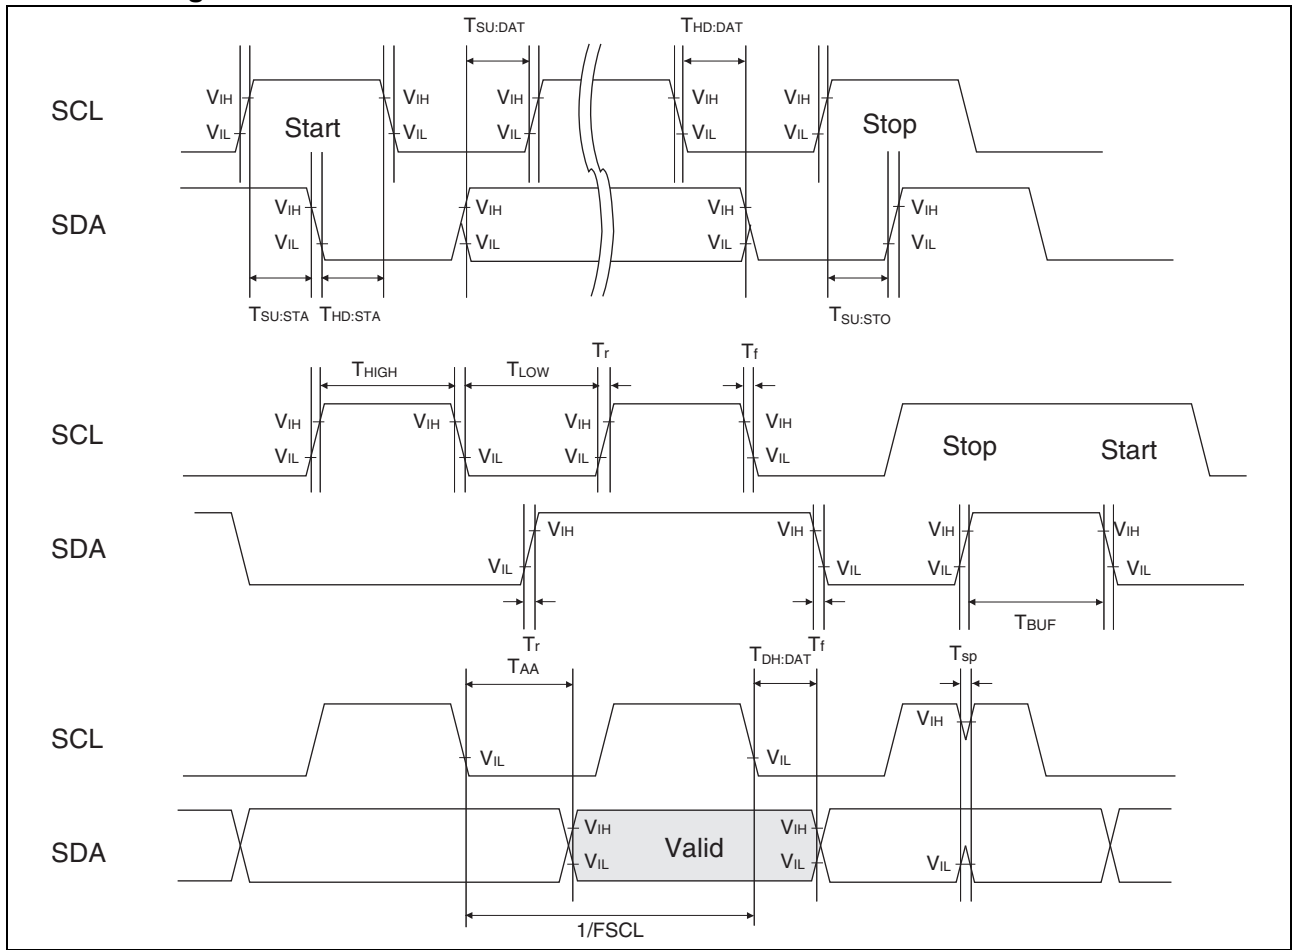 TSU:DAT THD:DAT
SCL VIH VIL Start VIH VIL VIH VIL VIH VIL VIH VIL Stop
SDA VIH VIL VIH VIL VIH VIL VIH VIL
TSU:STA THD:STA TSU:STO
THIGH TLOW Tr Tf
SCL VIH VIL VIH VIL VIH VIL VIH VIL Stop Start
SDA VIL VIH VIH VIL VIH VIL VIH VIL
Tr Tf TBUF
TAA TDH:DAT Tsp
SCL VIL VIL VIH
SDA VIH VIL Valid VIH VIL VIL
1/FSCL